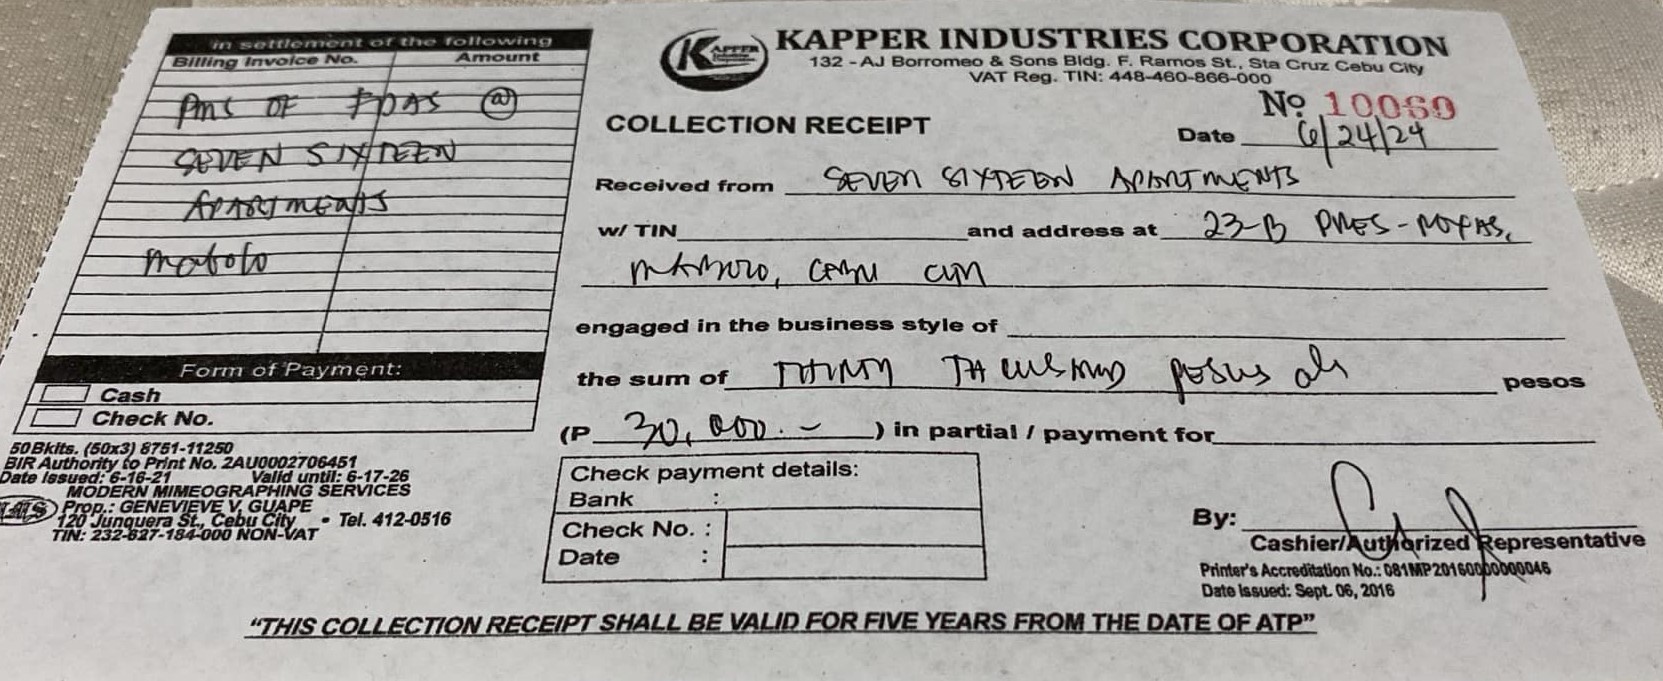 in settlement of the following
Billing Invoice No. Amount
PMS OF FDAS @
SEVEN SIXTEEN
APARTMENTS
mabolo
Form of Payment:
Cash
Check No.
50 Bklts. (50x3) 8751-11250
BIR Authority to Print No. 2AU0002706451
Date Issued: 6-16-21 Valid until: 6-17-26
MODERN MIMEOGRAPHING SERVICES
Prop.: GENEVIEVE V. GUAPE
120 Junquera St., Cebu City • Tel. 412-0516
TIN: 232-627-184-000 NON-VAT
KAPPER
KAPPER INDUSTRIES CORPORATION
132 - AJ Borromeo & Sons Bldg. F. Ramos St., Sta Cruz Cebu City
VAT Reg. TIN: 448-460-866-000
Nº 10060
COLLECTION RECEIPT
Date 6/24/24
Received from SEVEN SIXTEEN APARTMENTS
w/ TIN and address at 23-B PRES-ROXAS,
MABOLO, CEBU CITY
engaged in the business style of
the sum of THIRTY THOUSAND PESOS pesos
(P 30,000.- ) in partial / payment for
Check payment details:
Bank :
Check No. :
Date :
By:
Cashier/Authorized Representative
Printer's Accreditation No.: 081MP20160000000046
Date Issued: Sept. 06, 2016
"THIS COLLECTION RECEIPT SHALL BE VALID FOR FIVE YEARS FROM THE DATE OF ATP"